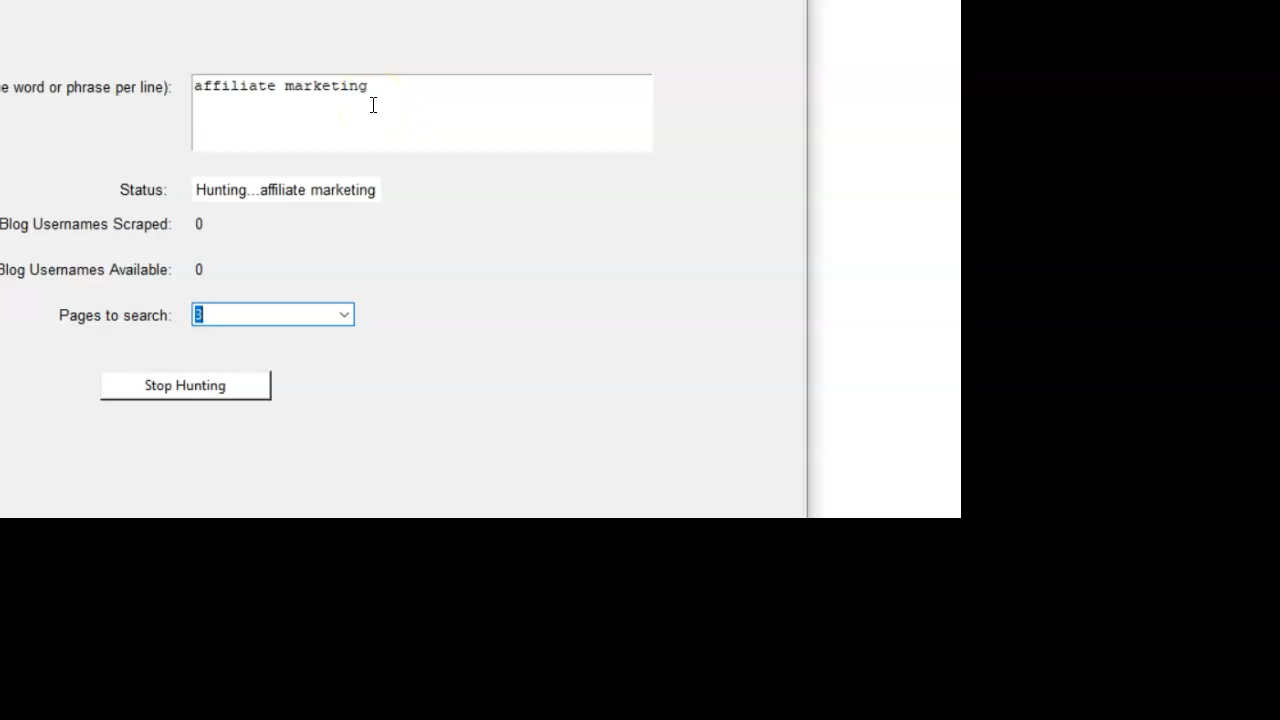 e word or phrase per line):
affiliate marketing
Status: Hunting...affiliate marketing
Blog Usernames Scraped: 0
Blog Usernames Available: 0
Pages to search: 3
Stop Hunting